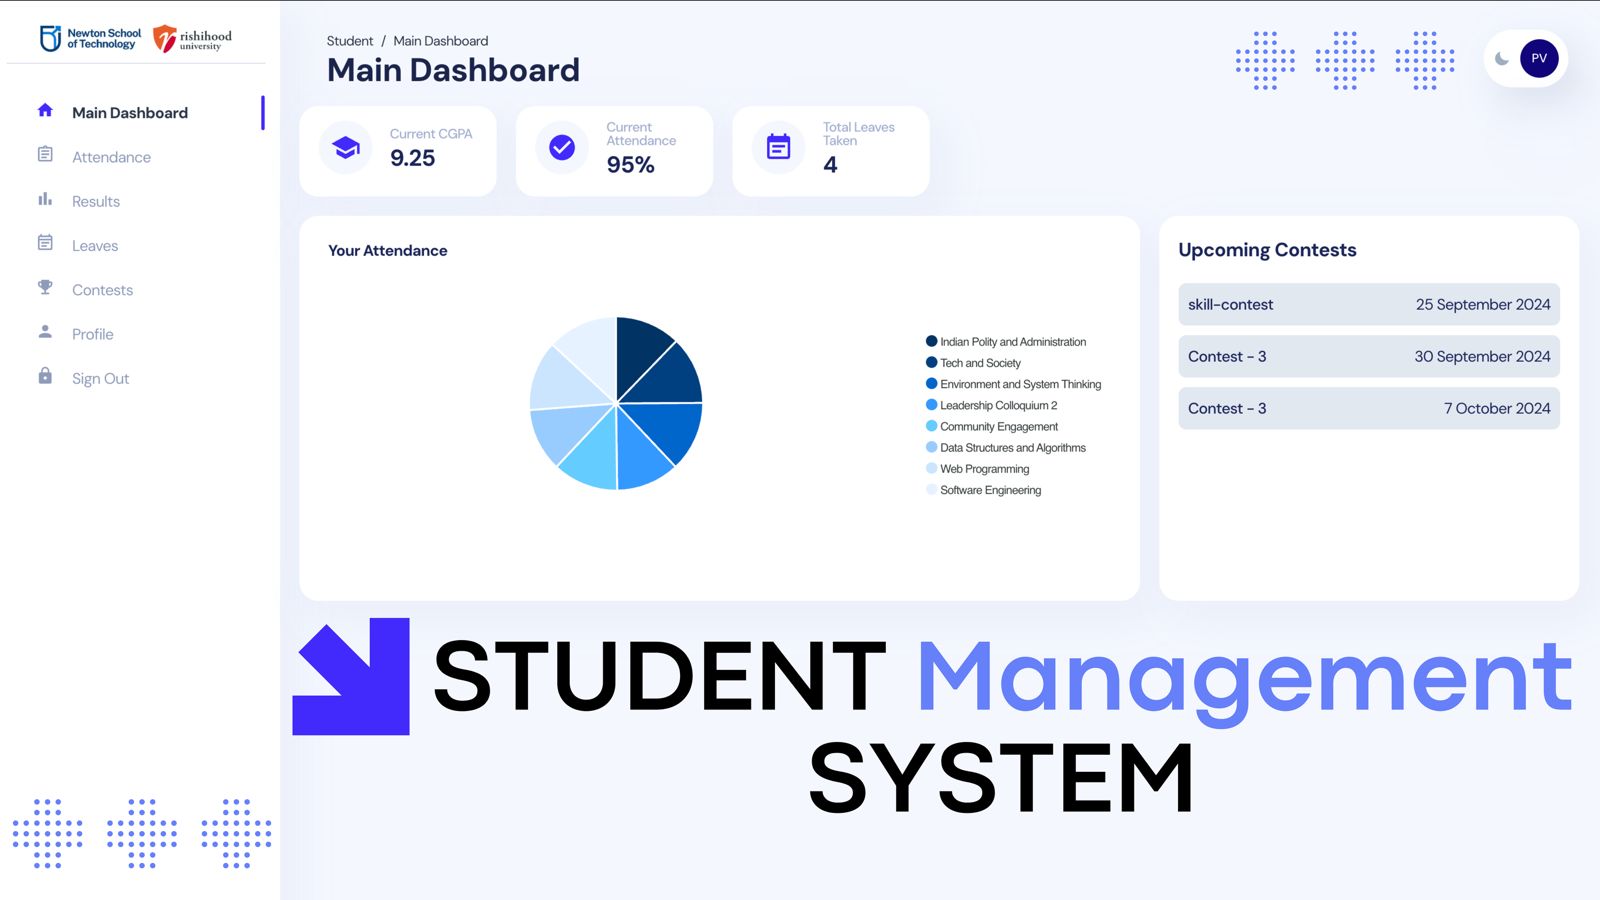 Newton School
of Technology
rishihood
university
Main Dashboard
Attendance
Results
Leaves
Contests
Profile
Sign Out
Student / Main Dashboard
Main Dashboard
PV
Current CGPA
9.25
Current
Attendance
95%
Total Leaves
Taken
4
Your Attendance
Indian Polity and Administration
Tech and Society
Environment and System Thinking
Leadership Colloquium 2
Community Engagement
Data Structures and Algorithms
Web Programming
Software Engineering
Upcoming Contests
skill-contest 25 September 2024
Contest - 3 30 September 2024
Contest - 3 7 October 2024
STUDENT Management
SYSTEM